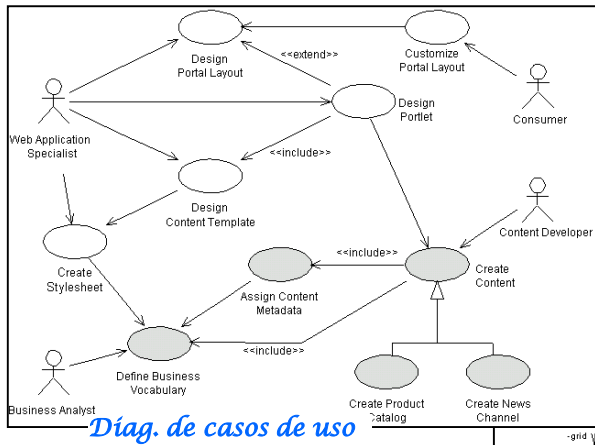 Design
Portal Layout
<<extend>>
Customize
Portal Layout
Web Application
Specialist
Design
Portlet
Consumer
<<include>>
Design
Content Template
Content Developer
Create
Stylesheet
<<include>>
Assign Content
Metadata
Create
Content
<<include>>
Define Business
Vocabulary
Business Analyst
Create Product
Catalog
Create News
Channel
Diag. de casos de uso
-grid